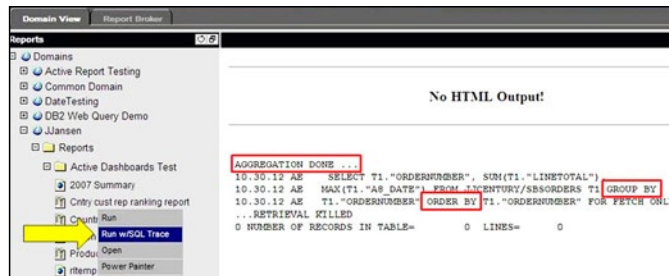 Domain View
Report Broker
Reports
Domains
Active Report Testing
Common Domain
DateTesting
DB2 Web Query Demo
JJansen
Reports
Active Dashboards Test
2007 Summary
Cntry cust rep ranking report
Run
Run w/SQL Trace
Open
Power Painter
No HTML Output!
AGGREGATION DONE ...
10.30.12 AE SELECT T1."ORDERNUMBER", SUM(T1."LINETOTAL"),
10.30.12 AE MAX(T1."A8_DATE") FROM JJCENTURY/SBSORDERS T1 GROUP BY
10.30.12 AE T1."ORDERNUMBER" ORDER BY T1."ORDERNUMBER" FOR FETCH ONL
...RETRIEVAL KILLED
0 NUMBER OF RECORDS IN TABLE= 0 LINES= 0